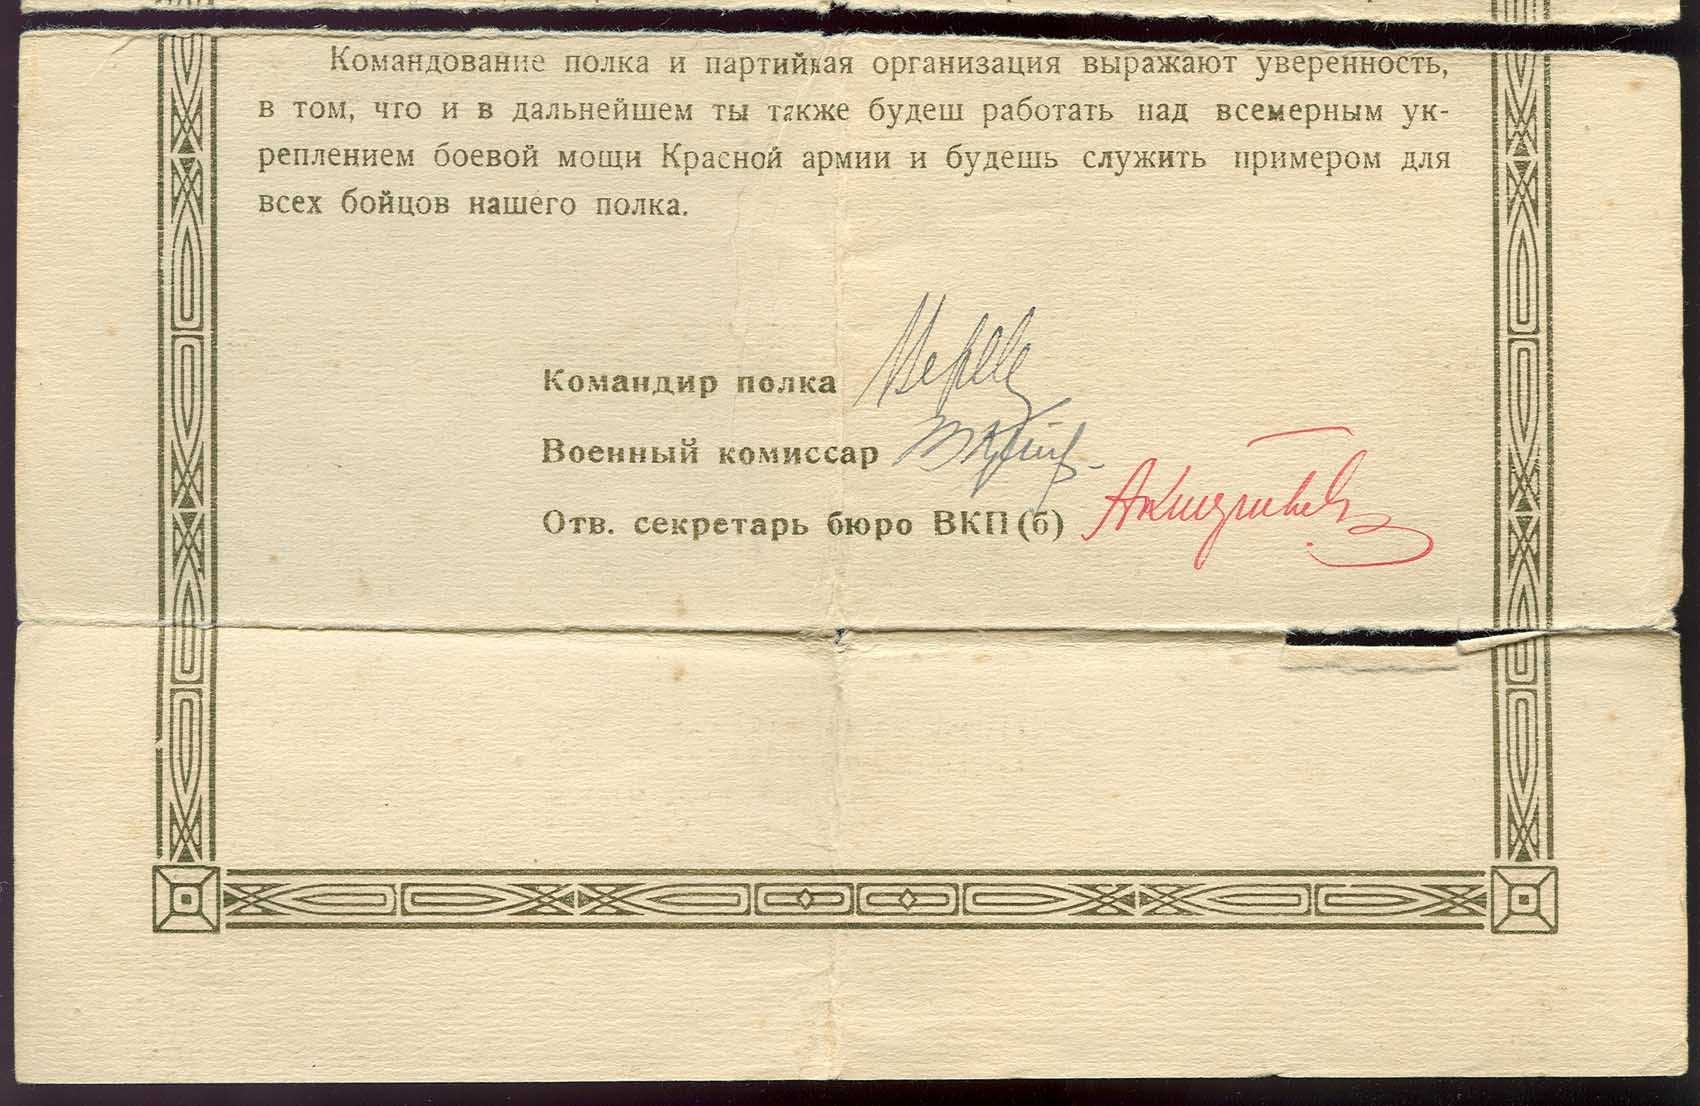 Командование полка и партийная организация выражают уверенность,
в том, что и в дальнейшем ты также будеш работать над всемерным ук-
реплением боевой мощи Красной армии и будешь служить примером для
всех бойцов нашего полка.
Командир полка
Военный комиссар
Отв. секретарь бюро ВКП(б)